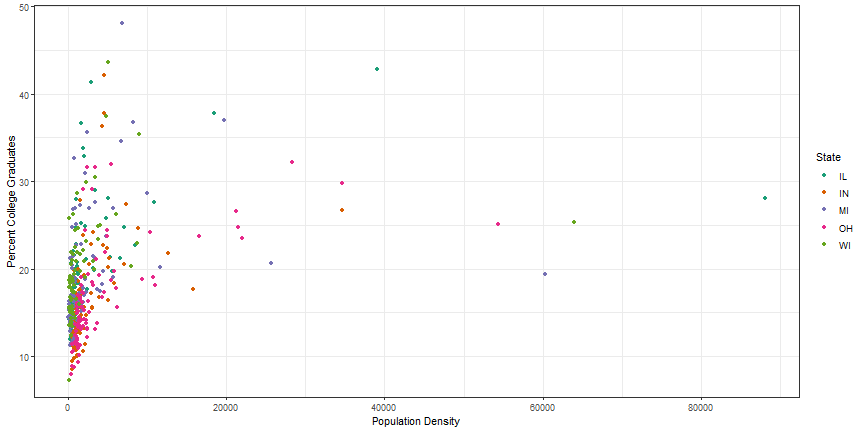 50
40
30
20
10
Percent College Graduates
0
20000
40000
60000
80000
Population Density
State
IL
IN
MI
OH
WI